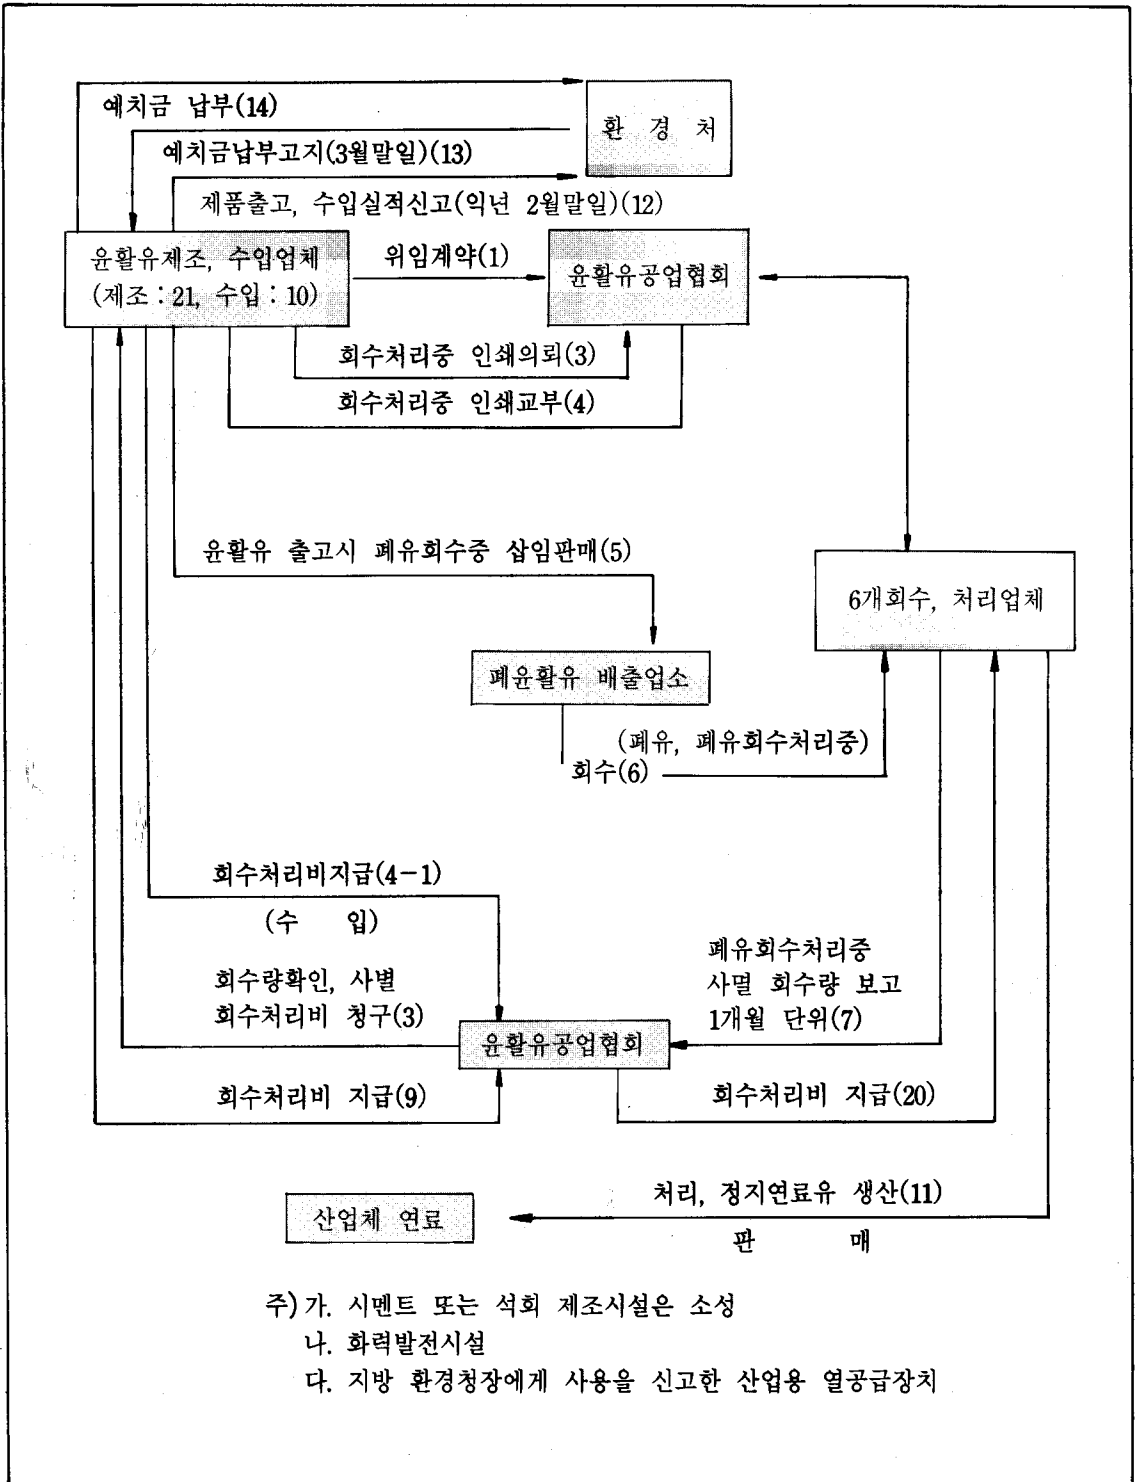 예치금 납부(14)
환 경 처
예치금납부고지(3월말일)(13)
제품출고, 수입실적신고(익년 2월말일)(12)
윤활유제조, 수입업체
(제조:21, 수입:10)
위임계약(1)
윤활유공업협회
회수처리중 인쇄의뢰(3)
회수처리중 인쇄교부(4)
윤활유 출고시 폐유회수중 삽임판매(5)
6개회수, 처리업체
폐윤활유 배출업소
(폐유, 폐유회수처리중)
회수(6)
회수처리비지급(4-1)
(수 입)
회수량확인, 사별
회수처리비 청구(3)
폐유회수처리중
사멸 회수량 보고
1개월 단위(7)
윤활유공업협회
회수처리비 지급(9)
회수처리비 지급(20)
처리, 정지연료유 생산(11)
산업체 연료
판 매
주) 가. 시멘트 또는 석회 제조시설은 소성
나. 화력발전시설
다. 지방 환경청장에게 사용을 신고한 산업용 열공급장치